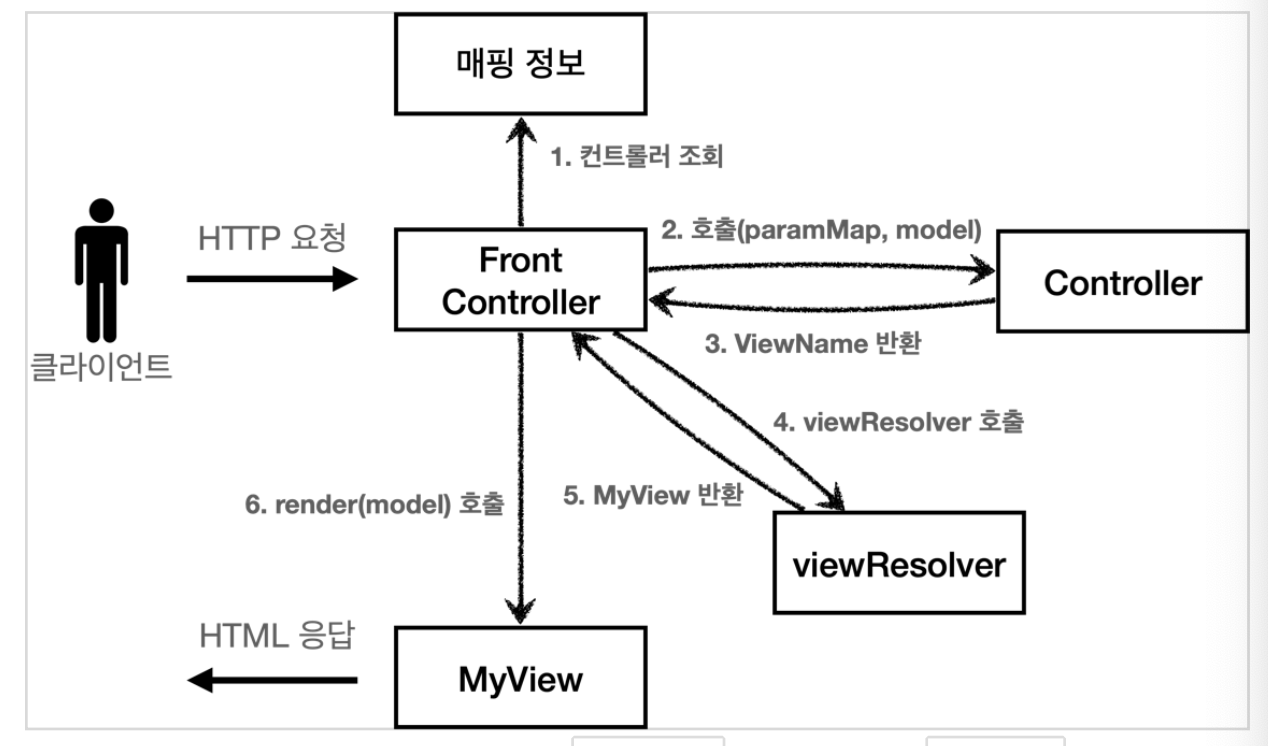 매핑 정보
1. 컨트롤러 조회
HTTP 요청
2. 호출(paramMap, model)
Front
Controller
Controller
3. ViewName 반환
클라이언트
4. viewResolver 호출
5. MyView 반환
6. render(model) 호출
viewResolver
HTML 응답
MyView